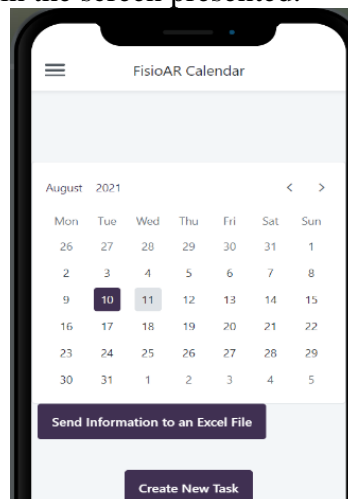 in the screen presented.
FisioAR Calendar
August 2021 < >
Mon Tue Wed Thu Fri Sat Sun
26 27 28 29 30 31 1
2 3 4 5 6 7 8
9 10 11 12 13 14 15
16 17 18 19 20 21 22
23 24 25 26 27 28 29
30 31 1 2 3 4 5
Send Information to an Excel File
Create New Task